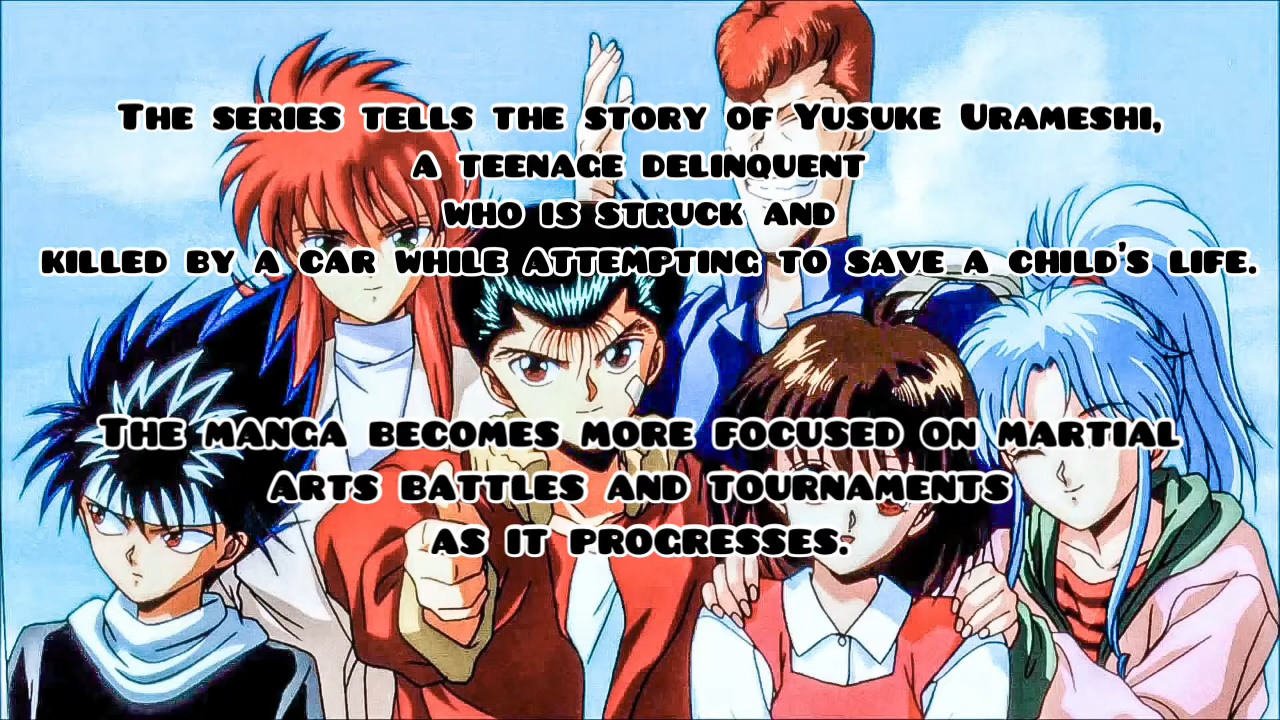 The series tells the story of Yusuke Urameshi,
a teenage delinquent
who is struck and
killed by a car while attempting to save a child's life.
The manga becomes more focused on martial
arts battles and tournaments
as it progresses.